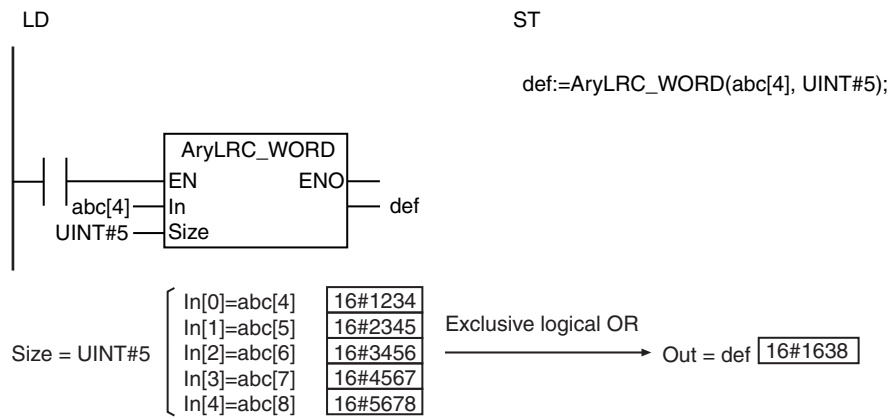 LD
ST
def:=AryLRC_WORD(abc[4], UINT#5);
AryLRC_WORD
EN ENO
abc[4] In def
UINT#5 Size
In[0]=abc[4] 16#1234
In[1]=abc[5] 16#2345
Size = UINT#5 In[2]=abc[6] 16#3456
In[3]=abc[7] 16#4567
In[4]=abc[8] 16#5678
Exclusive logical OR
Out = def 16#1638